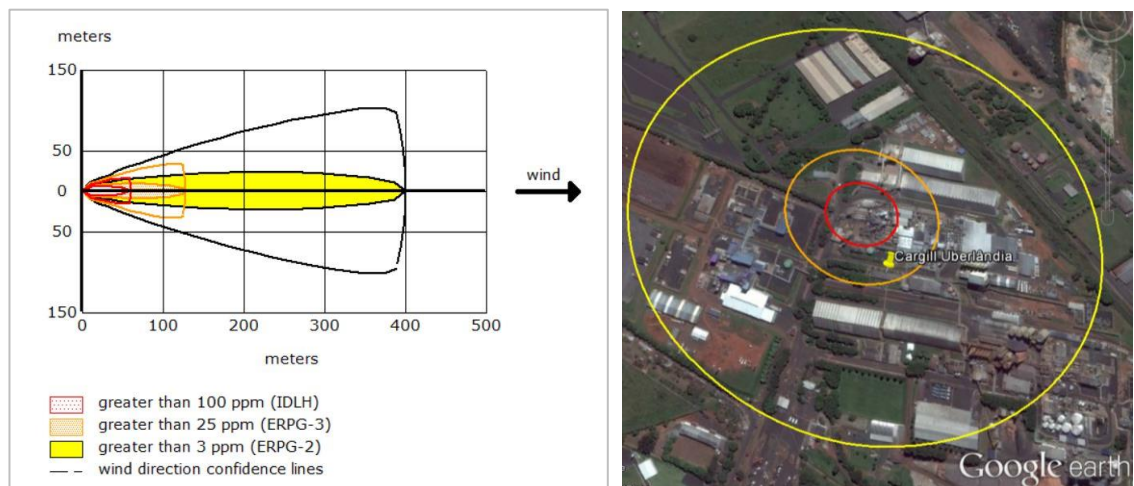 meters
150
50
0
50
150
0 100 200 300 400 500
meters
wind
greater than 100 ppm (IDLH)
greater than 25 ppm (ERPG-3)
greater than 3 ppm (ERPG-2)
wind direction confidence lines
Cargill Uberlândia
Google earth